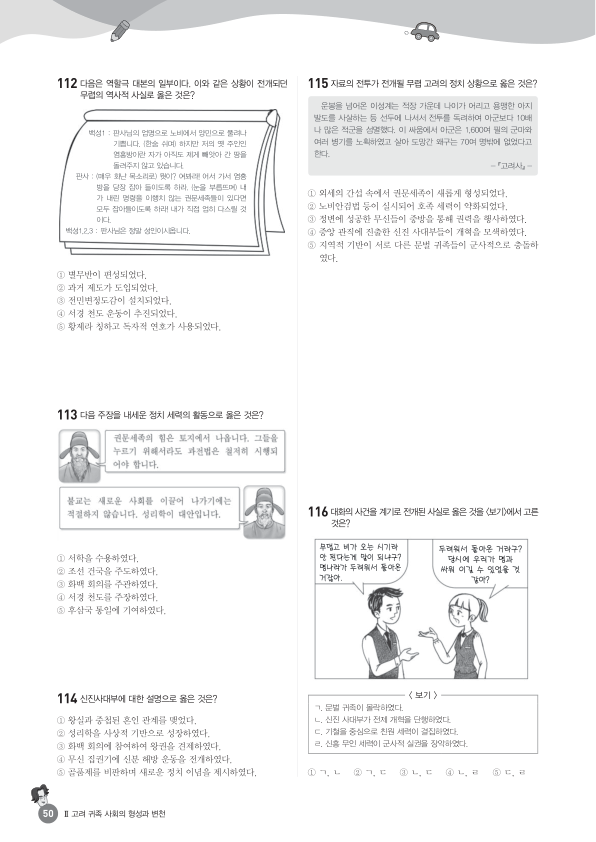 112 다음은 역할극 대본의 일부이다. 이와 같은 상황이 전개되던
무렵의 역사적 사실로 옳은 것은?
백성1 : 판사님의 엄명으로 노비에서 양민으로 풀려나
기쁩니다. (한숨 쉬며) 하지만 저의 옛 주인인
염흥방이란 자가 아직도 제게 빼앗아 간 땅을
돌려주지 않고 있습니다.
판사 : (매우 화난 목소리로) 뭣이? 여봐라! 어서 가서 염흥
방을 당장 잡아 들이도록 하라. (눈을 부릅뜨며) 내
가 내린 명령을 이행치 않는 권문세족들이 있다면
모두 잡아들이도록 하라! 내가 직접 엄히 다스릴 것
이다.
백성1,2,3 : 판사님은 정말 성인이시옵니다.
① 별무반이 편성되었다.
② 과거 제도가 도입되었다.
③ 전민변정도감이 설치되었다.
④ 서경 천도 운동이 추진되었다.
⑤ 황제라 칭하고 독자적 연호가 사용되었다.
113 다음 주장을 내세운 정치 세력의 활동으로 옳은 것은?
권문세족의 힘은 토지에서 나옵니다. 그들을
누르기 위해서라도 과전법은 철저히 시행되
어야 합니다.
불교는 새로운 사회를 이끌어 나가기에는
적절하지 않습니다. 성리학이 대안입니다.
① 서학을 수용하였다.
② 조선 건국을 주도하였다.
③ 화백 회의를 주관하였다.
④ 서경 천도를 주장하였다.
⑤ 후삼국 통일에 기여하였다.
114 신진사대부에 대한 설명으로 옳은 것은?
① 왕실과 중첩된 혼인 관계를 맺었다.
② 성리학을 사상적 기반으로 성장하였다.
③ 화백 회의에 참여하여 왕권을 견제하였다.
④ 무신 집권기에 신분 해방 운동을 전개하였다.
⑤ 골품제를 비판하며 새로운 정치 이념을 제시하였다.
115 자료의 전투가 전개될 무렵 고려의 정치 상황으로 옳은 것은?
운봉을 넘어온 이성계는 적장 가운데 나이가 어리고 용맹한 아지
발도를 사살하는 등 선두에 나서서 전투를 독려하여 아군보다 10배
나 많은 적군을 섬멸했다. 이 싸움에서 아군은 1,600여 필의 군마와
여러 병기를 노획하였고 살아 도망간 왜구는 70여 명밖에 없었다고
한다.
-『고려사』-
① 외세의 간섭 속에서 권문세족이 새롭게 형성되었다.
② 노비안검법 등이 실시되어 호족 세력이 약화되었다.
③ 정변에 성공한 무신들이 중방을 통해 권력을 행사하였다.
④ 중앙 관직에 진출한 신진 사대부들이 개혁을 모색하였다.
⑤ 지역적 기반이 서로 다른 문벌 귀족들이 군사적으로 충돌하
였다.
116 대화의 사건을 계기로 전개된 사실로 옳은 것을 〈보기〉에서 고른
것은?
무덥고 비가 오는 시기라
안 된다는게 말이 되냐구?
명나라가 두려워서 돌아온
거잖아.
두려워서 돌아온 거라구?
당시에 우리가 명과
싸워 이길 수 있었을 것
같아?
〈 보기 〉
ㄱ. 문벌 귀족이 몰락하였다.
ㄴ. 신진 사대부가 전제 개혁을 단행하였다.
ㄷ. 기철을 중심으로 친원 세력이 결집하였다.
ㄹ. 신흥 무인 세력이 군사적 실권을 장악하였다.
① ㄱ, ㄴ ② ㄱ, ㄷ ③ ㄴ, ㄷ ④ ㄴ, ㄹ ⑤ ㄷ, ㄹ
50 Ⅱ 고려 귀족 사회의 형성과 변천